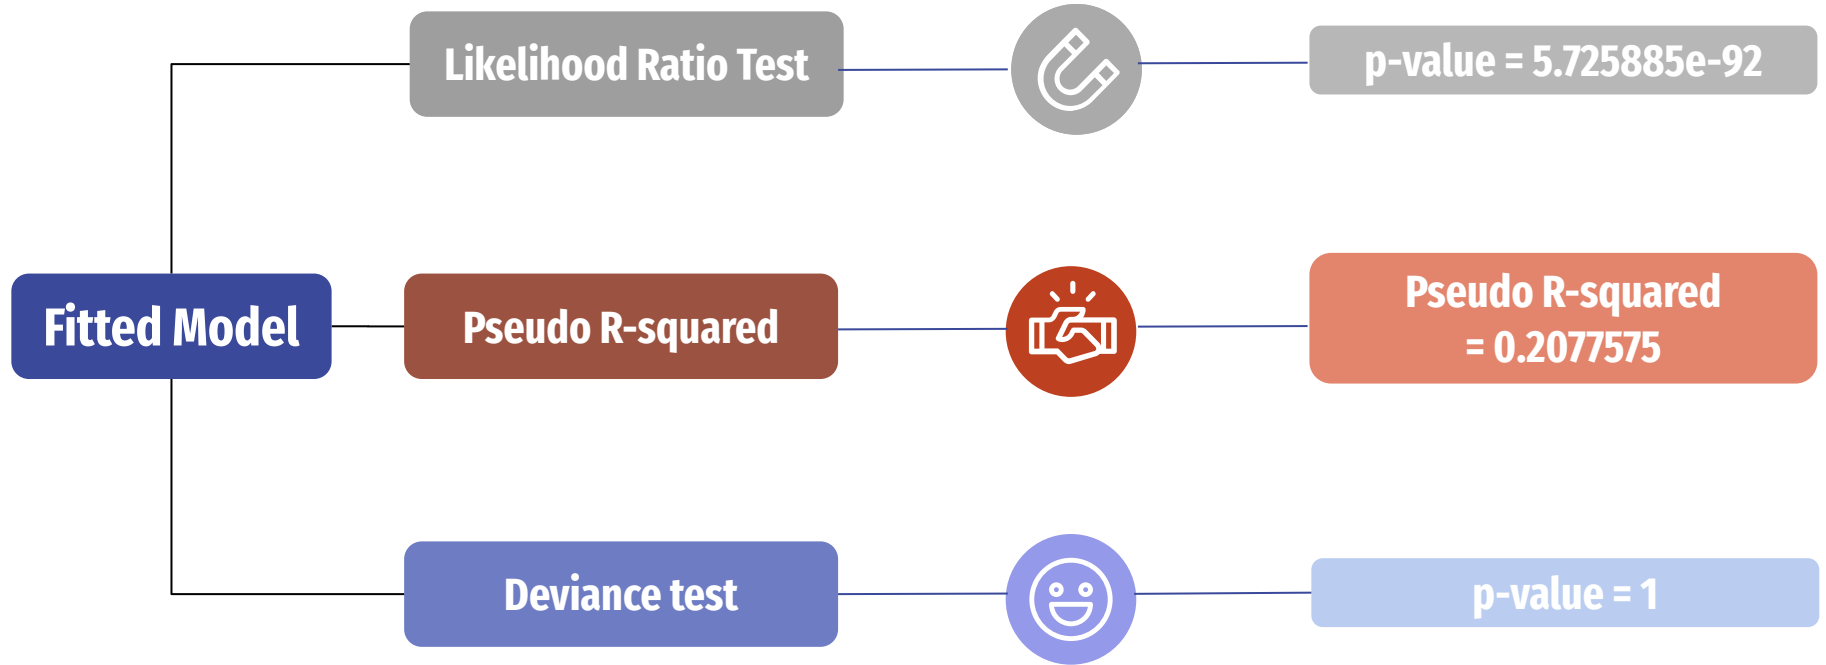 Likelihood Ratio Test
p-value = 5.725885e-92
Fitted Model
Pseudo R-squared
Pseudo R-squared
= 0.2077575
Deviance test
p-value = 1